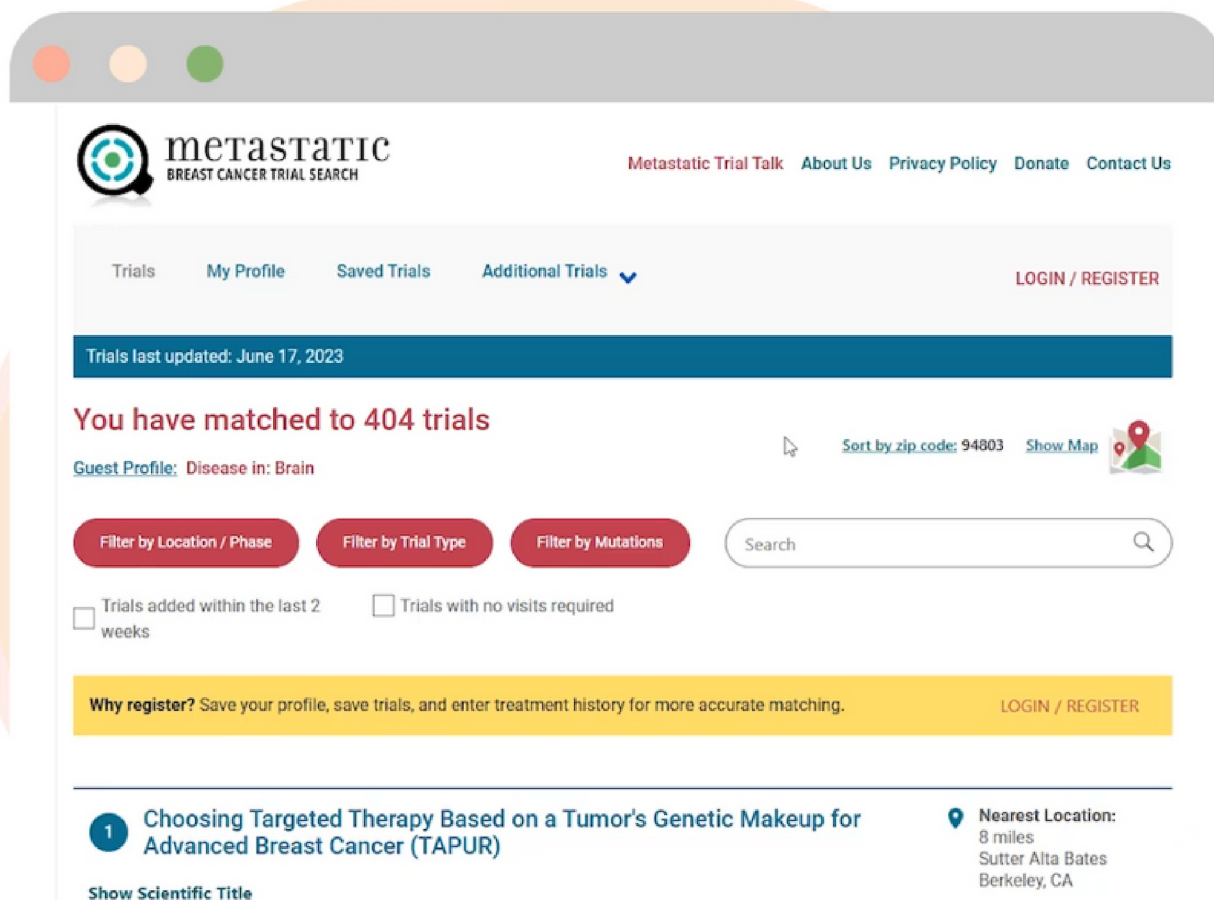 metastatic
BREAST CANCER TRIAL SEARCH
Metastatic Trial Talk About Us Privacy Policy Donate Contact Us
Trials My Profile Saved Trials Additional Trials
LOGIN / REGISTER
Trials last updated: June 17, 2023
You have matched to 404 trials
Sort by zip code: 94803 Show Map
Guest Profile: Disease in: Brain
Filter by Location / Phase Filter by Trial Type Filter by Mutations Search
Trials added within the last 2
weeks
Trials with no visits required
Why register? Save your profile, save trials, and enter treatment history for more accurate matching. LOGIN / REGISTER
1
Choosing Targeted Therapy Based on a Tumor's Genetic Makeup for
Advanced Breast Cancer (TAPUR)
Show Scientific Title
Nearest Location:
8 miles
Sutter Alta Bates
Berkeley, CA